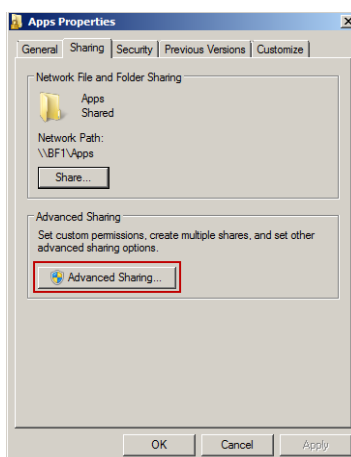 Apps Properties
General Sharing Security Previous Versions Customize
Network File and Folder Sharing
Apps
Shared
Network Path:
\\BF1\Apps
Share...
Advanced Sharing
Set custom permissions, create multiple shares, and set other
advanced sharing options.
Advanced Sharing...
OK Cancel Apply